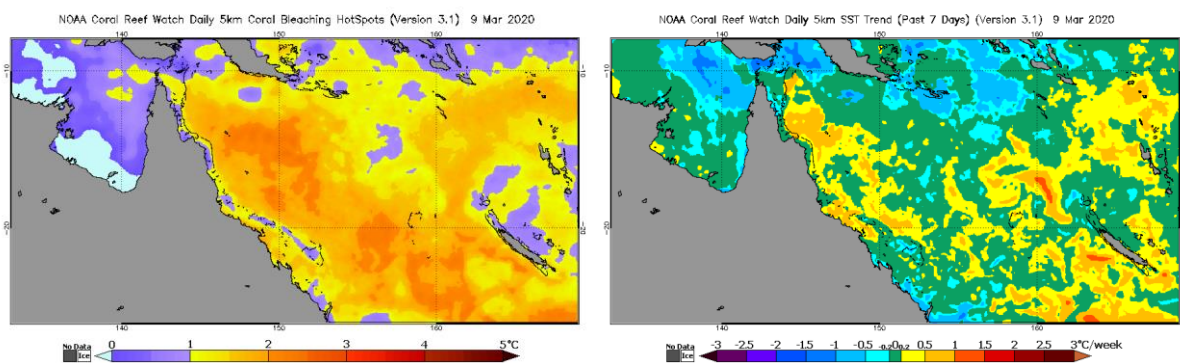 NOAA Coral Reef Watch Daily 5km Coral Bleaching HotSpots (Version 3.1) 9 Mar 2020
140 150 160
-10 -10
-20 -20
140 150 160
No Data
Ice 0 1 2 3 4 5°C
NOAA Coral Reef Watch Daily 5km SST Trend (Past 7 Days) (Version 3.1) 9 Mar 2020
140 150 160
-10 -10
-20 -20
140 150 160
No Data
Ice -3 -2.5 -2 -1.5 -1 -0.5 -0.2 0.2 0.5 1 1.5 2 2.5 3°C/week